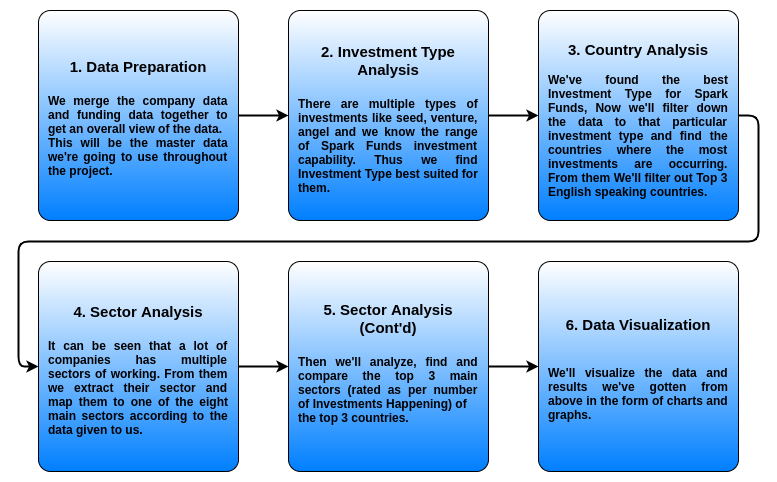 1. Data Preparation
We merge the company data
and funding data together to
get an overall view of the data.
This will be the master data
we're going to use throughout
the project.
2. Investment Type
Analysis
There are multiple types of
investments like seed, venture,
angel and we know the range
of Spark Funds investment
capability. Thus we find
Investment Type best suited for
them.
3. Country Analysis
We've found the best
Investment Type for Spark
Funds, Now we'll filter down
the data to that particular
investment type and find the
countries where the most
investments are occurring.
From them We'll filter out Top 3
English speaking countries.
4. Sector Analysis
It can be seen that a lot of
companies has multiple
sectors of working. From them
we extract their sector and
map them to one of the eight
main sectors according to the
data given to us.
5. Sector Analysis
(Cont'd)
Then we'll analyze, find and
compare the top 3 main
sectors (rated as per number
of Investments Happening) of
the top 3 countries.
6. Data Visualization
We'll visualize the data and
results we've gotten from
above in the form of charts and
graphs.